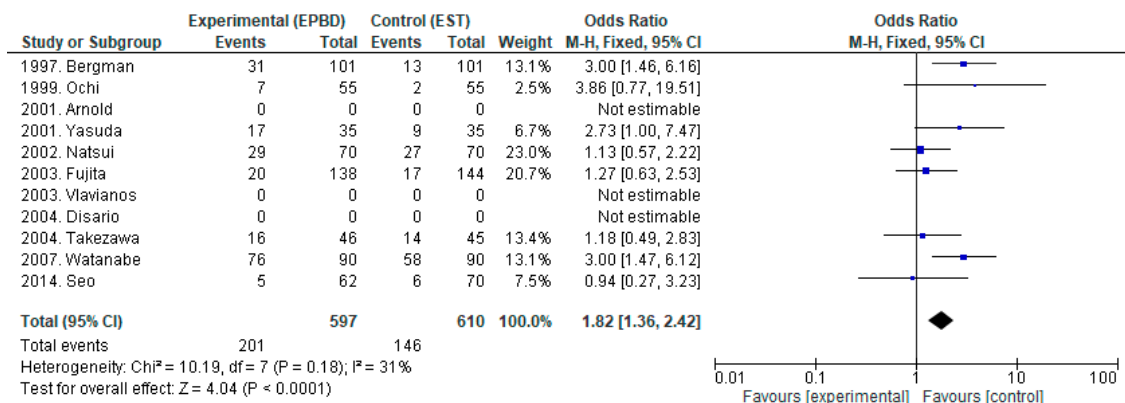 Experimental (EPBD) Control (EST) Odds Ratio Odds Ratio
Study or Subgroup Events Total Events Total Weight M-H, Fixed, 95% CI M-H, Fixed, 95% CI
1997. Bergman 31 101 13 101 13.1% 3.00 [1.46, 6.16]
1999. Ochi 7 55 2 55 2.5% 3.86 [0.77, 19.51]
2001. Arnold 0 0 0 0 Not estimable
2001. Yasuda 17 35 9 35 6.7% 2.73 [1.00, 7.47]
2002. Natsui 29 70 27 70 23.0% 1.13 [0.57, 2.22]
2003. Fujita 20 138 17 144 20.7% 1.27 [0.63, 2.53]
2003. Vlavianos 0 0 0 0 Not estimable
2004. Disario 0 0 0 0 Not estimable
2004. Takezawa 16 46 14 45 13.4% 1.18 [0.49, 2.83]
2007. Watanabe 76 90 58 90 13.1% 3.00 [1.47, 6.12]
2014. Seo 5 62 6 70 7.5% 0.94 [0.27, 3.23]
Total (95% CI) 597 610 100.0% 1.82 [1.36, 2.42]
Total events 201 146
Heterogeneity: Chi² = 10.19, df = 7 (P = 0.18); I² = 31%
Test for overall effect: Z = 4.04 (P < 0.0001)
0.01 0.1 1 10 100
Favours [experimental] Favours [control]